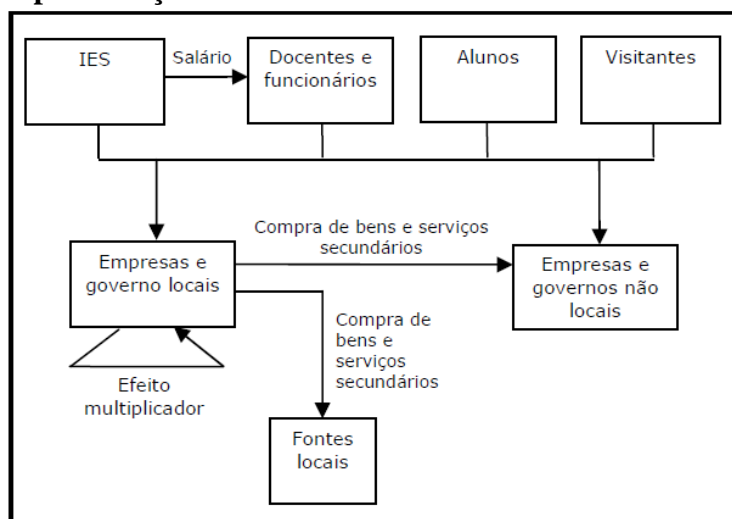 IES
Salário
Docentes e
funcionários
Alunos
Visitantes
Compra de bens e serviços
secundários
Empresas e
governo locais
Empresas e
governos não
locais
Compra de
bens e
serviços
secundários
Efeito
multiplicador
Fontes
locais